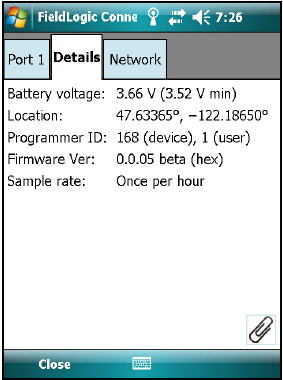 FieldLogic Conne 7:26
Port 1 Details Network
Battery voltage: 3.66 V (3.52 V min)
Location: 47.63365°, −122.18650°
Programmer ID: 168 (device), 1 (user)
Firmware Ver: 0.0.05 beta (hex)
Sample rate: Once per hour
Close